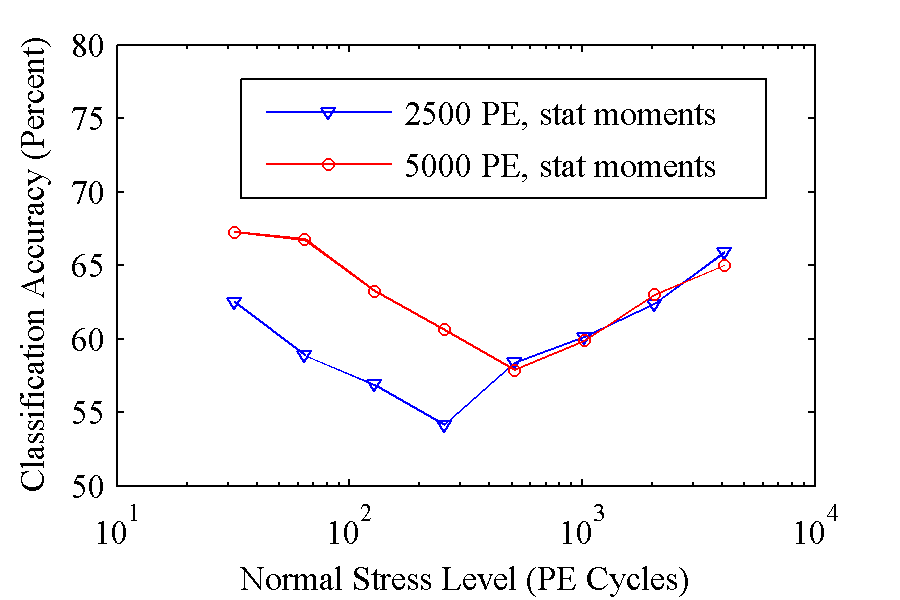 80
75
70
65
60
55
50
Classification Accuracy (Percent)
2500 PE, stat moments
5000 PE, stat moments
10^1 10^2 10^3 10^4
Normal Stress Level (PE Cycles)